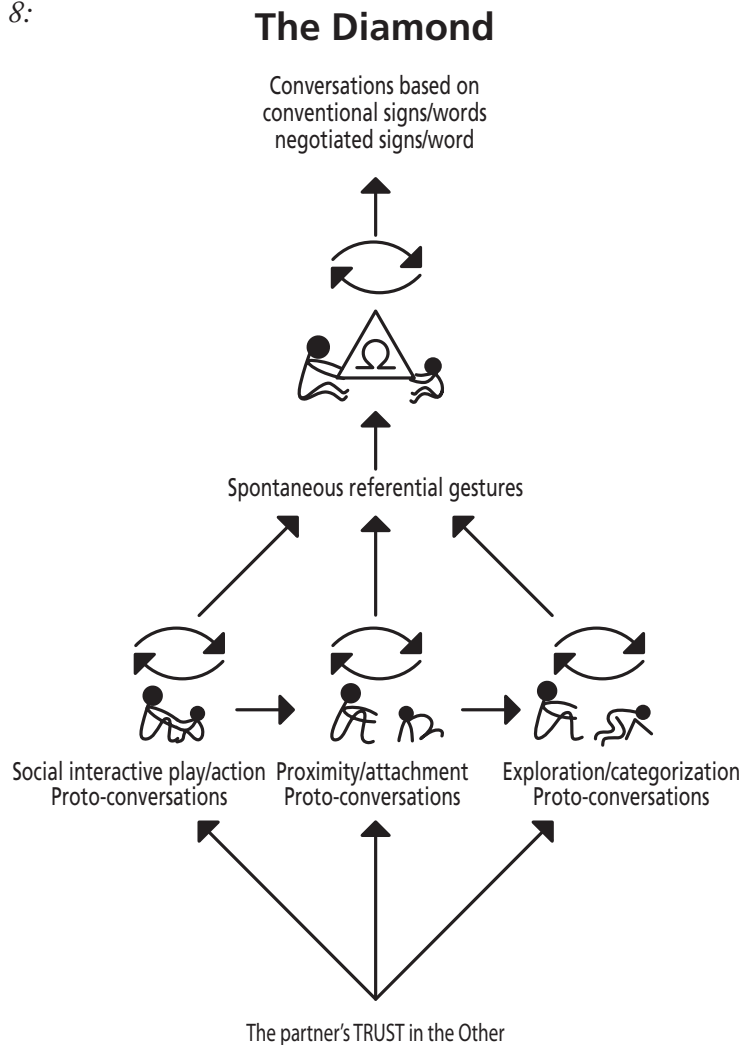 8:
The Diamond
Conversations based on
conventional signs/words
negotiated signs/word
Ω
Spontaneous referential gestures
Social interactive play/action
Proto-conversations
Proximity/attachment
Proto-conversations
Exploration/categorization
Proto-conversations
The partner's TRUST in the Other